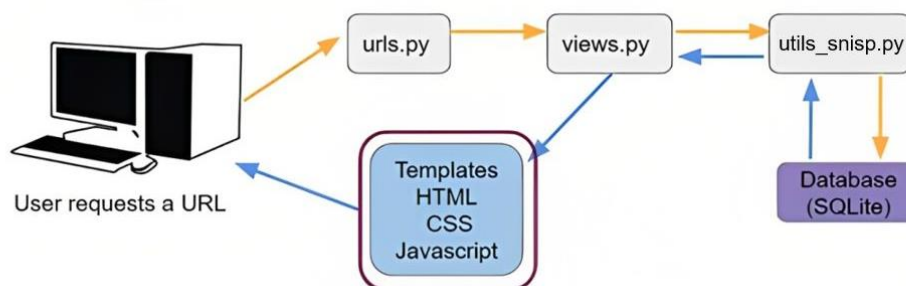 urls.py
views.py
utils_snisp.py
User requests a URL
Templates
HTML
CSS
Javascript
Database
(SQLite)